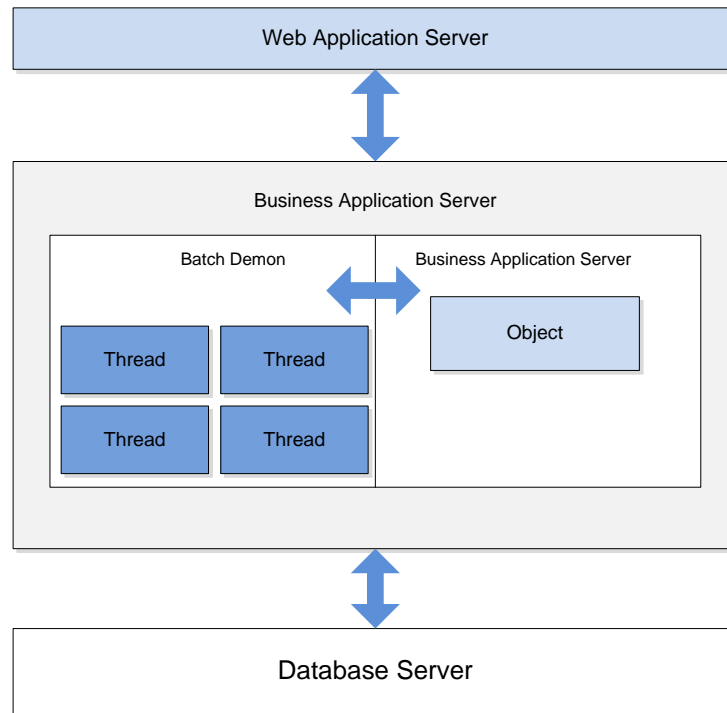 Web Application Server
Business Application Server
Batch Demon
Business Application Server
Object
Thread
Thread
Thread
Thread
Database Server